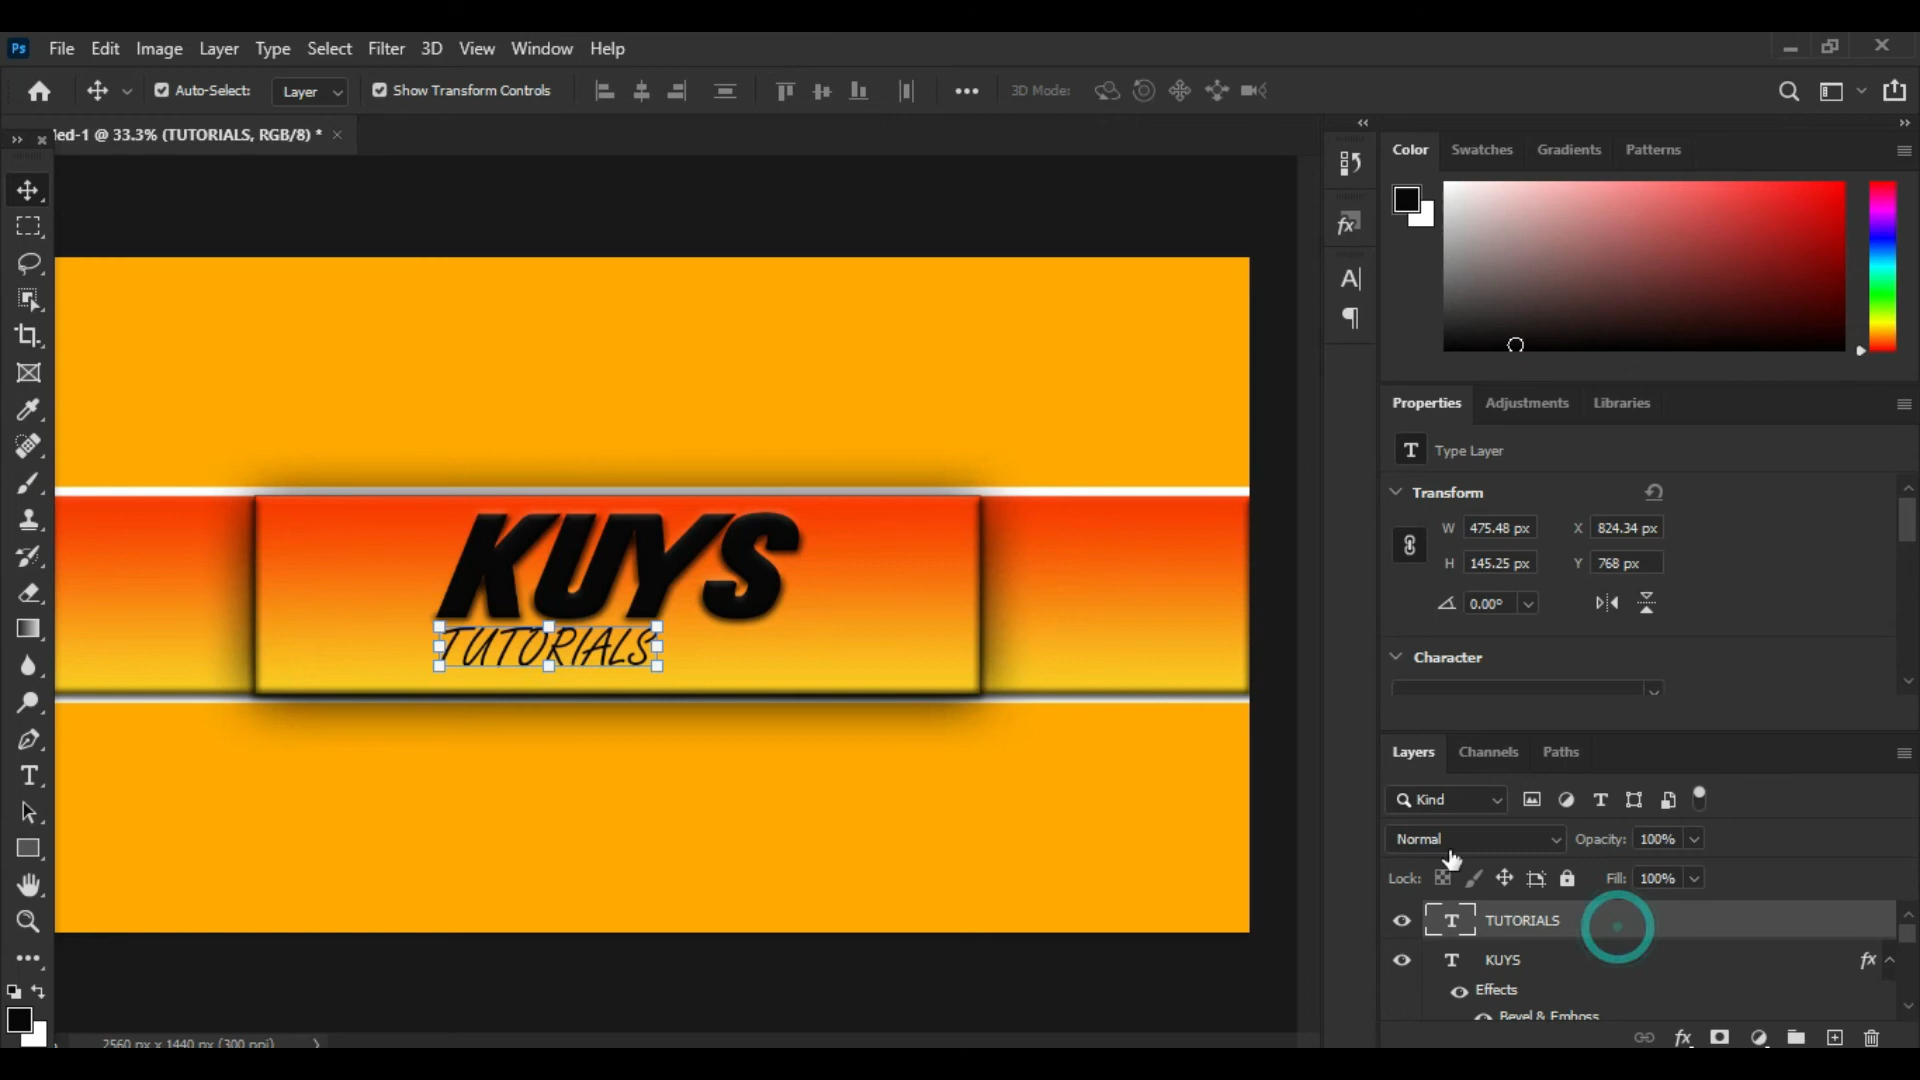 Ps File Edit Image Layer Type Select Filter 3D View Window Help
Auto-Select: Layer Show Transform Controls 3D Mode:
led-1 @ 33.3% (TUTORIALS, RGB/8) *
Color Swatches Gradients Patterns
KUYS
TUTORIALS
2560 px x 1440 px (300 ppi)
Properties Adjustments Libraries
T Type Layer
Transform
W 475.48 px X 824.34 px
H 145.25 px Y 768 px
0.00°
Character
Layers Channels Paths
Kind
Normal Opacity: 100%
Lock: Fill: 100%
T TUTORIALS
T KUYS fx
Effects
Bevel & Emboss
fx